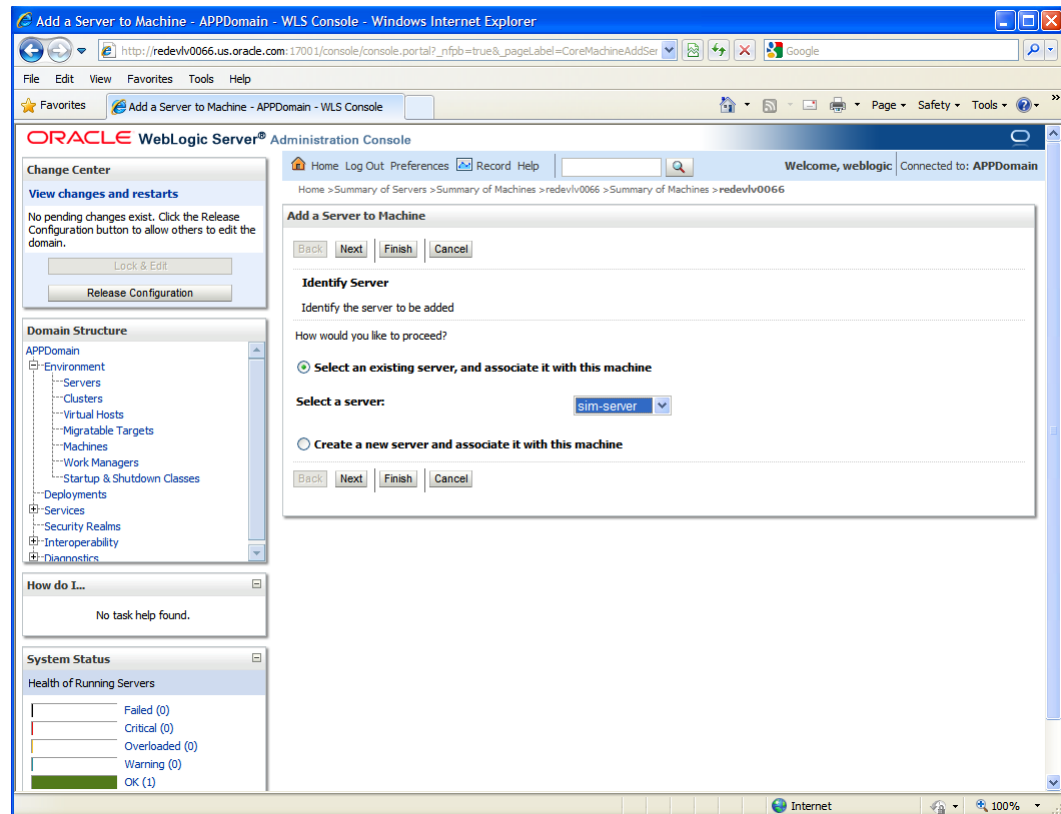 Add a Server to Machine - APPDomain - WLS Console - Windows Internet Explorer
http://redevlv0066.us.oracle.com:17001/console/console.portal?_nfpb=true&_pageLabel=CoreMachineAddSer
Google
File Edit View Favorites Tools Help
Favorites
Add a Server to Machine - APPDomain - WLS Console
Page Safety Tools
ORACLE WebLogic Server® Administration Console
Change Center
View changes and restarts
No pending changes exist. Click the Release
Configuration button to allow others to edit the
domain.
Lock & Edit
Release Configuration
Domain Structure
APPDomain
Environment
Servers
Clusters
Virtual Hosts
Migratable Targets
Machines
Work Managers
Startup & Shutdown Classes
Deployments
Services
Security Realms
Interoperability
Diagnostics
How do I...
No task help found.
System Status
Health of Running Servers
Failed (0)
Critical (0)
Overloaded (0)
Warning (0)
OK (1)
Home Log Out Preferences Record Help
Welcome, weblogic Connected to: APPDomain
Home >Summary of Servers >Summary of Machines >redevlv0066 >Summary of Machines >redevlv0066
Add a Server to Machine
Back Next Finish Cancel
Identify Server
Identify the server to be added
How would you like to proceed?
Select an existing server, and associate it with this machine
Select a server:
sim-server
Create a new server and associate it with this machine
Back Next Finish Cancel
Internet
100%